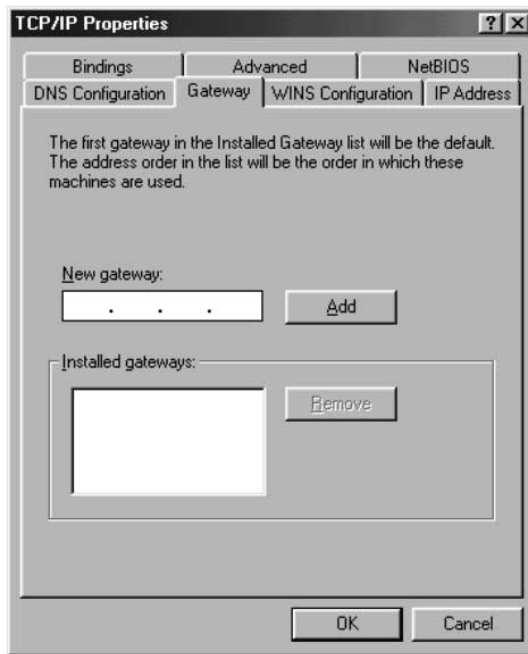 TCP/IP Properties
? X
Bindings Advanced NetBIOS
DNS Configuration Gateway WINS Configuration IP Address
The first gateway in the Installed Gateway list will be the default.
The address order in the list will be the order in which these
machines are used.
New gateway:
. . .
Add
Installed gateways:
Remove
OK Cancel